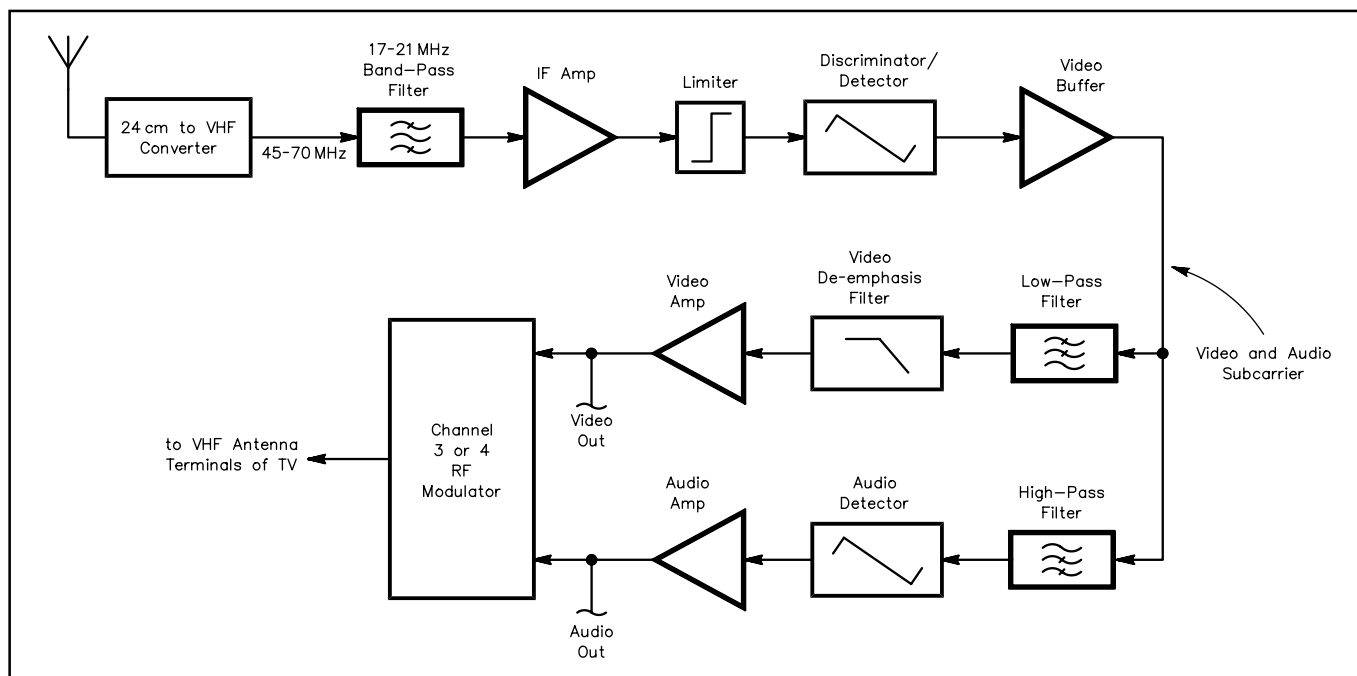 17-21 MHz
Band-Pass
Filter
IF Amp
Limiter
Discriminator/
Detector
Video
Buffer
24 cm to VHF
Converter
45-70 MHz
Video
Amp
Video
De-emphasis
Filter
Low-Pass
Filter
Video and Audio
Subcarrier
Video
Out
to VHF Antenna
Terminals of TV
Channel
3 or 4
RF
Modulator
Audio
Amp
Audio
Detector
High-Pass
Filter
Audio
Out